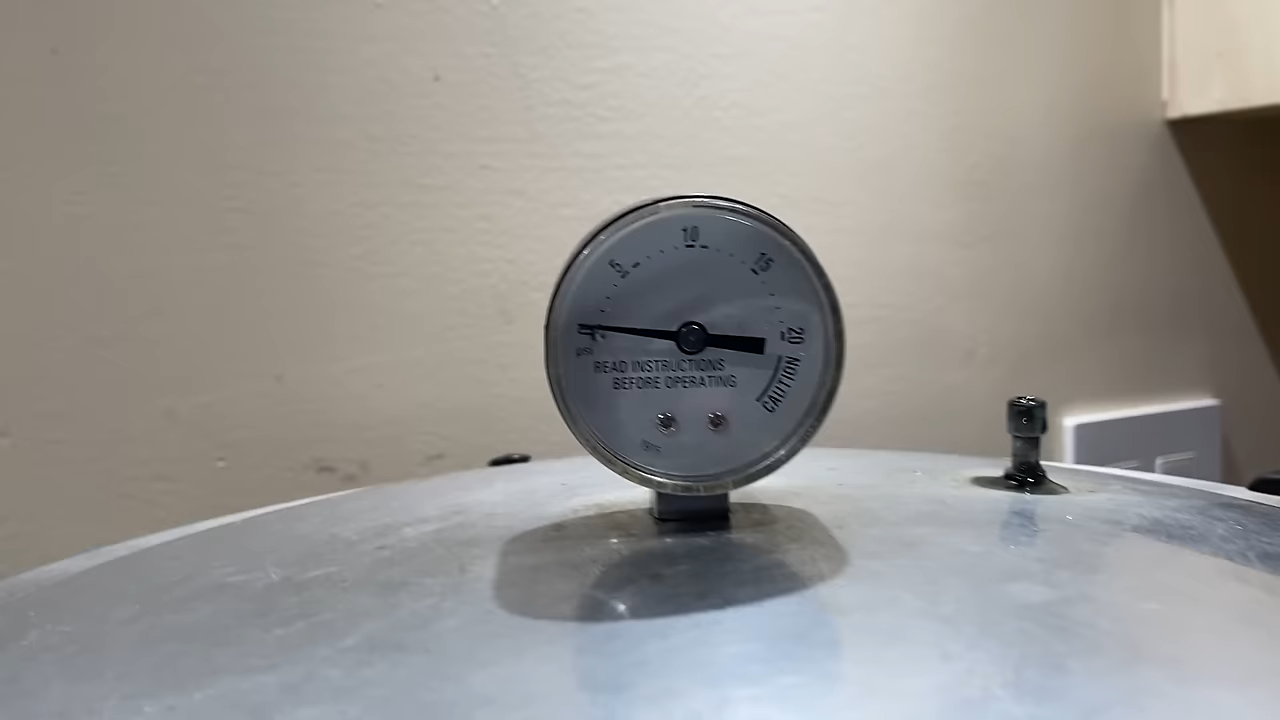 10
5
15
20
PSI
READ INSTRUCTIONS
BEFORE OPERATING
CAUTION